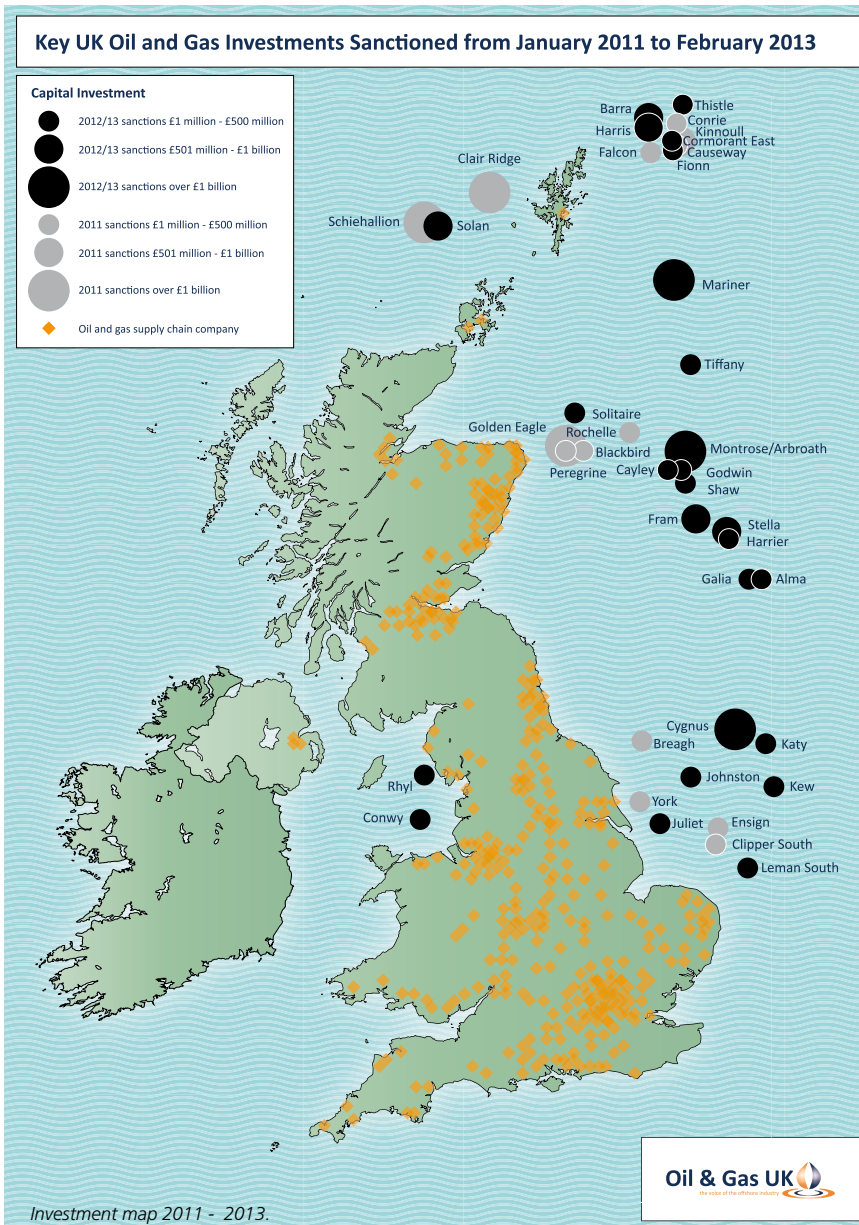 Key UK Oil and Gas Investments Sanctioned from January 2011 to February 2013
Capital Investment
2012/13 sanctions £1 million - £500 million
2012/13 sanctions £501 million - £1 billion
2012/13 sanctions over £1 billion
2011 sanctions £1 million - £500 million
2011 sanctions £501 million - £1 billion
2011 sanctions over £1 billion
Oil and gas supply chain company
Thistle
Barra
Conrie
Harris
Kinnoull
Cormorant East
Falcon
Causeway
Fionn
Clair Ridge
Schiehallion
Solan
Mariner
Tiffany
Solitaire
Golden Eagle
Rochelle
Blackbird
Peregrine
Montrose/Arbroath
Cayley
Godwin
Shaw
Fram
Stella
Harrier
Galia
Alma
Cygnus
Breagh
Katy
Rhyl
Johnston
Kew
York
Conwy
Juliet
Ensign
Clipper South
Leman South
Oil & Gas UK
the voice of the offshore industry
Investment map 2011 - 2013.